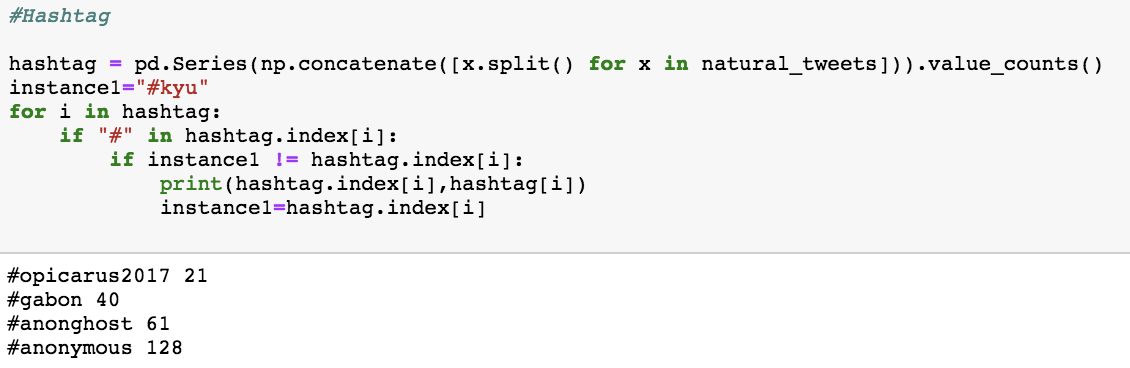 #Hashtag
hashtag = pd.Series(np.concatenate([x.split() for x in natural_tweets])).value_counts()
instance1="#kyu"
for i in hashtag:
    if "#" in hashtag.index[i]:
        if instance1 != hashtag.index[i]:
            print(hashtag.index[i],hashtag[i])
            instance1=hashtag.index[i]
#opicarus2017 21
#gabon 40
#anonghost 61
#anonymous 128